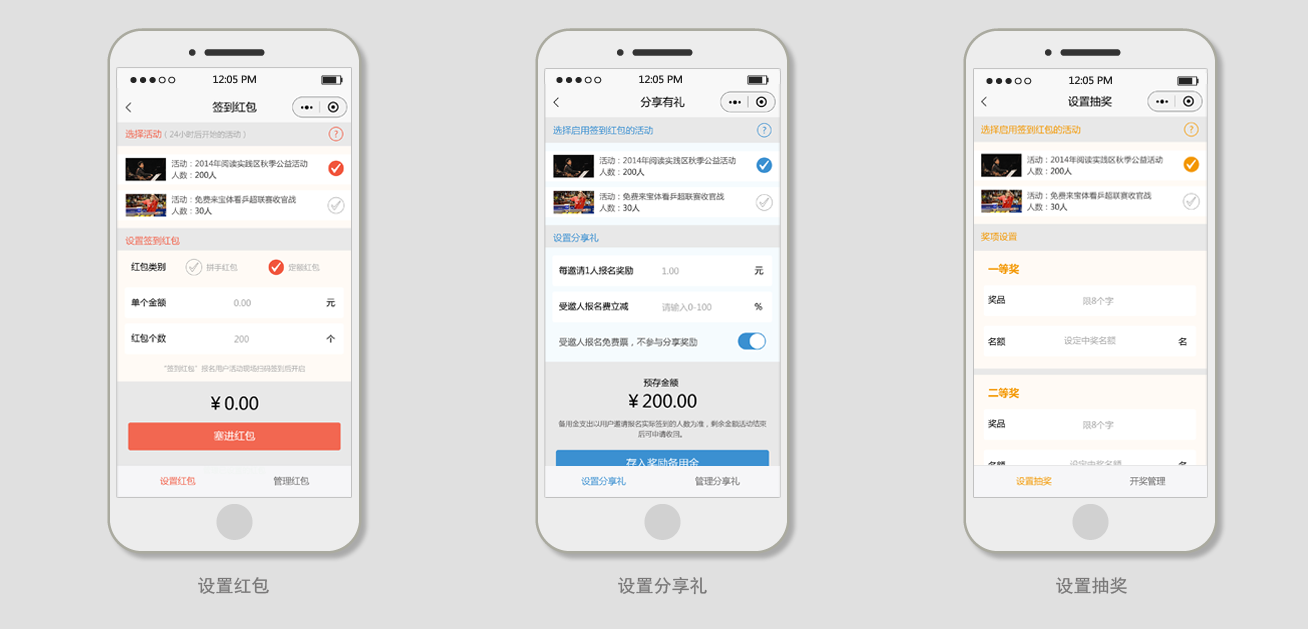 12:05 PM
签到红包
选择活动（24小时后开始的活动）
?
活动：2014年阅读实践区秋季公益活动
人数：200人
活动：免费来宝体看乒超联赛收官战
人数：30人
设置签到红包
红包类别 拼手红包 定额红包
单个金额 0.00 元
红包个数 200 个
“签到红包”报名用户活动现场扫码签到后开启
¥ 0.00
塞进红包
设置红包 管理红包
设置红包
12:05 PM
分享有礼
选择启用签到红包的活动
?
活动：2014年阅读实践区秋季公益活动
人数：200人
活动：免费来宝体看乒超联赛收官战
人数：30人
设置分享礼
每邀请1人报名奖励 1.00 元
受邀人报名费立减 请输入0-100 %
受邀人报名免费票，不参与分享奖励
预存金额
¥ 200.00
备用金支出以用户邀请报名实际签到的人数为准，剩余金额活动结束
后可申请收回。
存入奖励备用金
设置分享礼 管理分享礼
设置分享礼
12:05 PM
设置抽奖
选择启用签到红包的活动
?
活动：2014年阅读实践区秋季公益活动
人数：200人
活动：免费来宝体看乒超联赛收官战
人数：30人
奖项设置
一等奖
奖品 限8个字
名额 设定中奖名额 名
二等奖
奖品 限8个字
名额 设定中奖名额 名
设置抽奖 开奖管理
设置抽奖